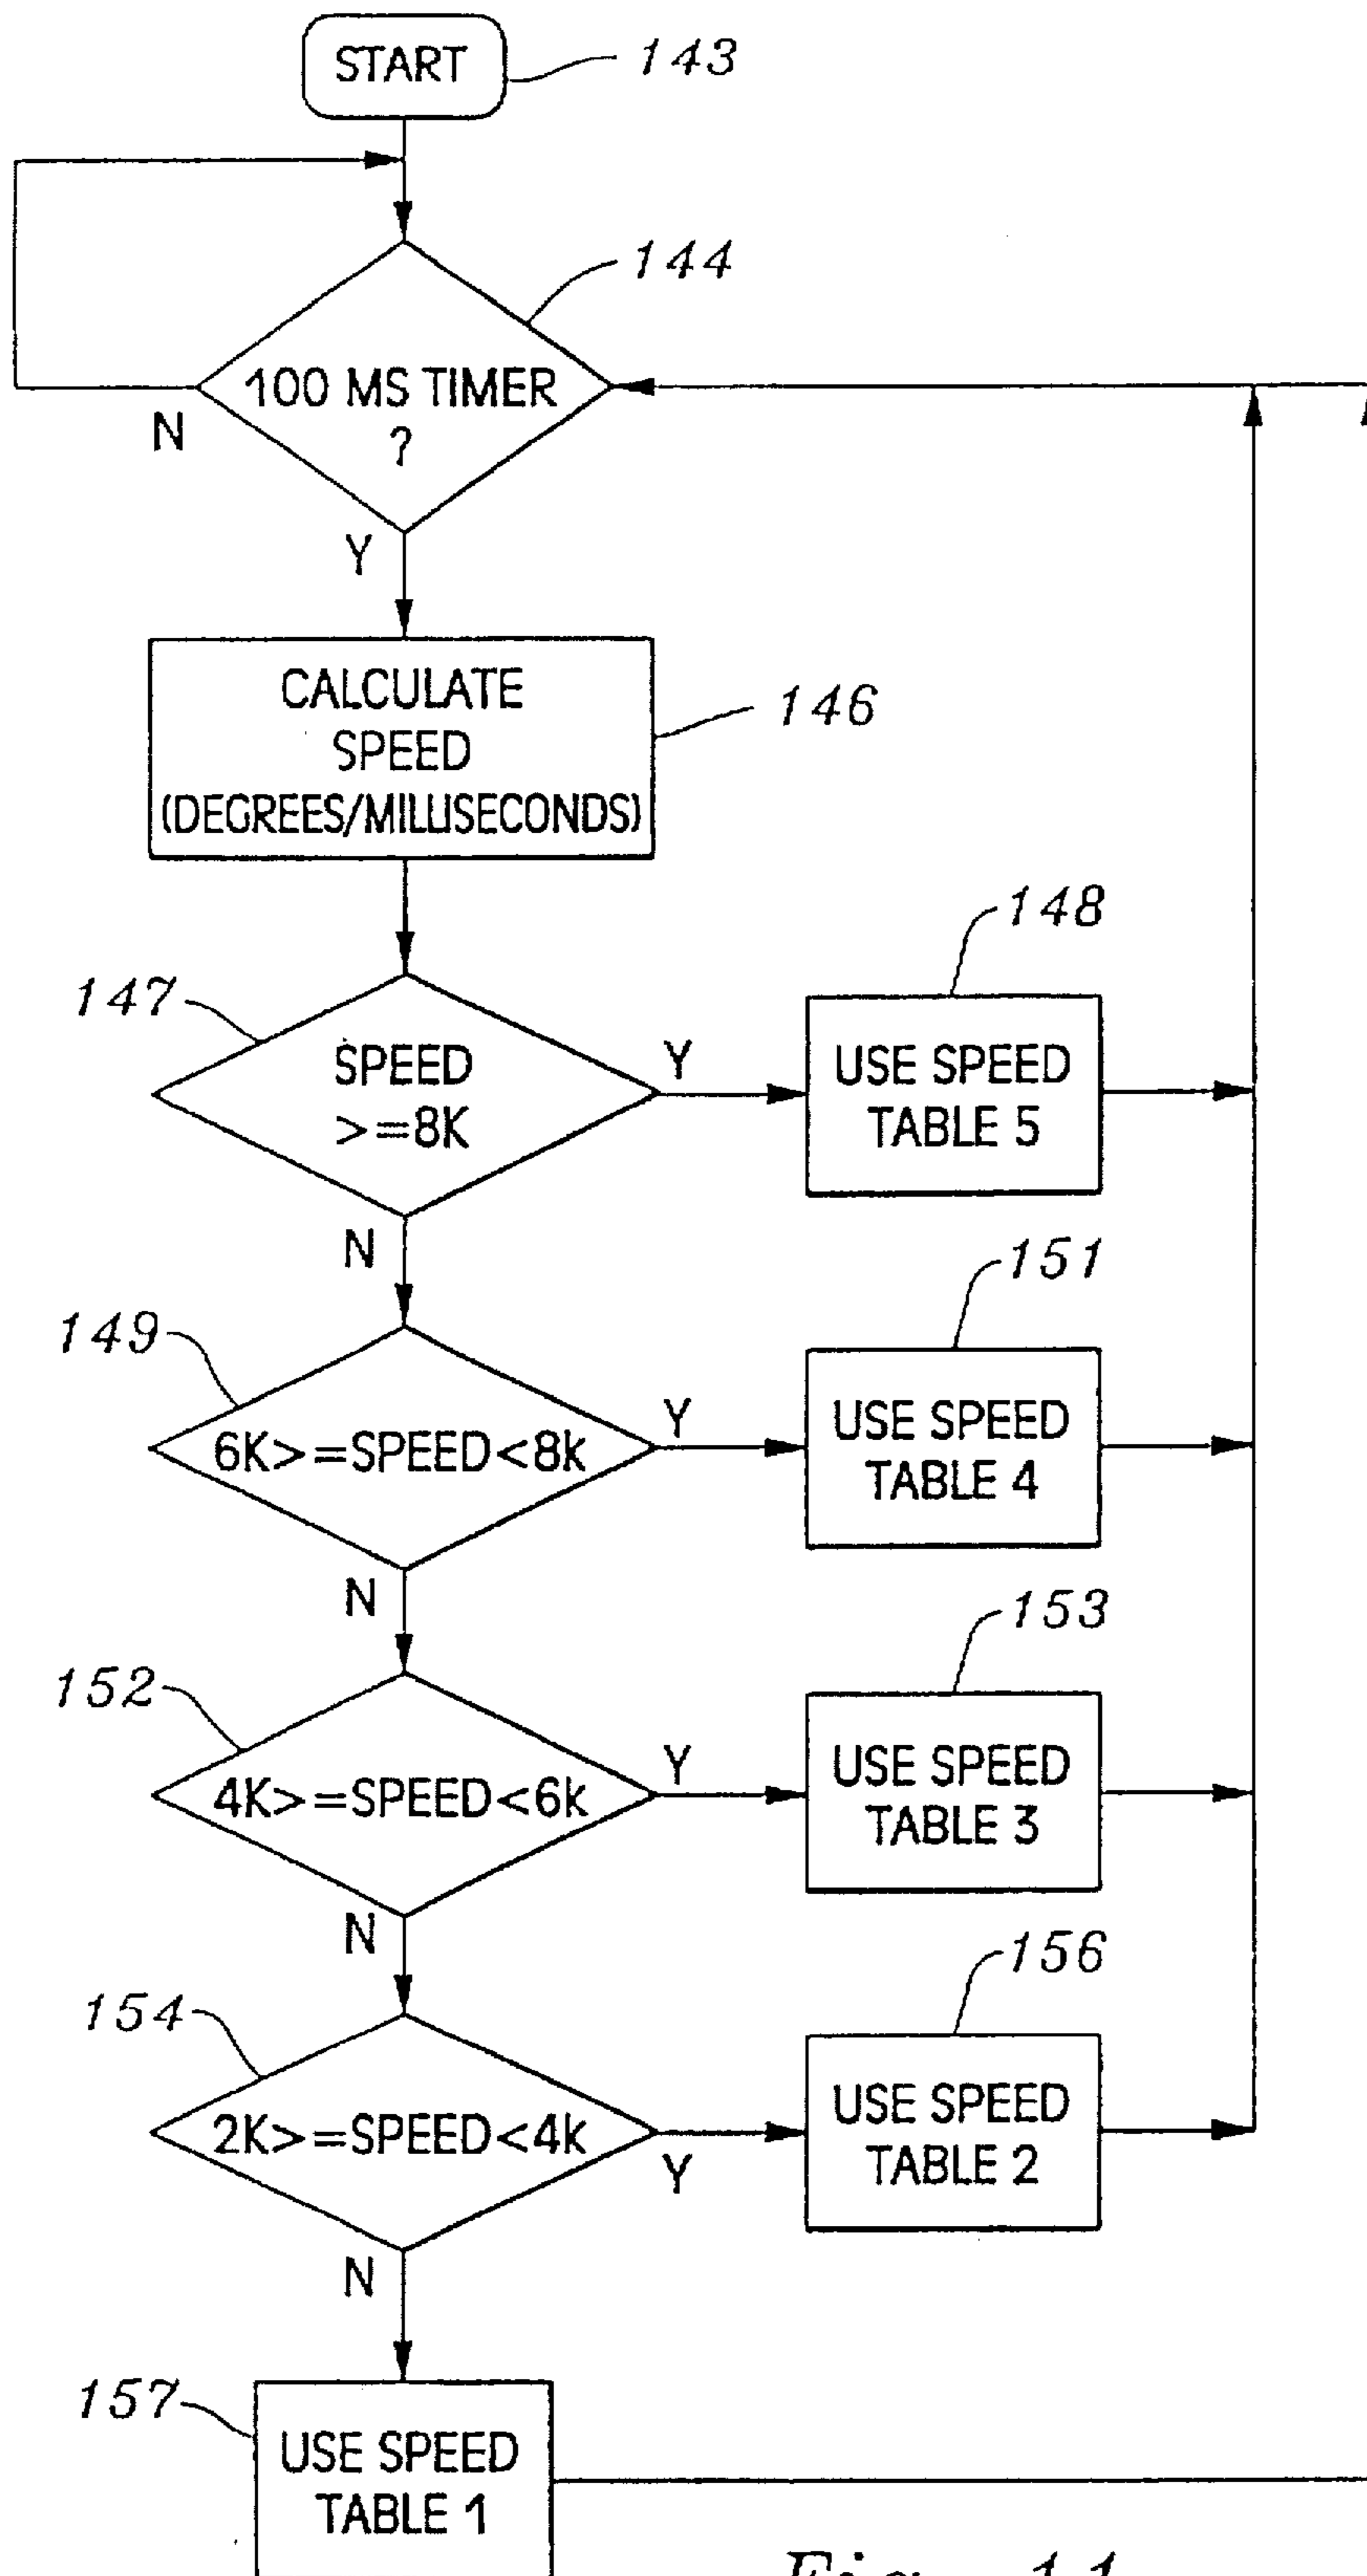 START
143
144
100 MS TIMER
?
N
Y
CALCULATE
SPEED
(DEGREES/MILLISECONDS)
146
147
SPEED
>=8K
Y
148
USE SPEED
TABLE 5
N
149
6K>=SPEED<8k
Y
151
USE SPEED
TABLE 4
N
152
4K>=SPEED<6k
Y
153
USE SPEED
TABLE 3
N
154
2K>=SPEED<4k
Y
156
USE SPEED
TABLE 2
N
157
USE SPEED
TABLE 1
Fig. 11